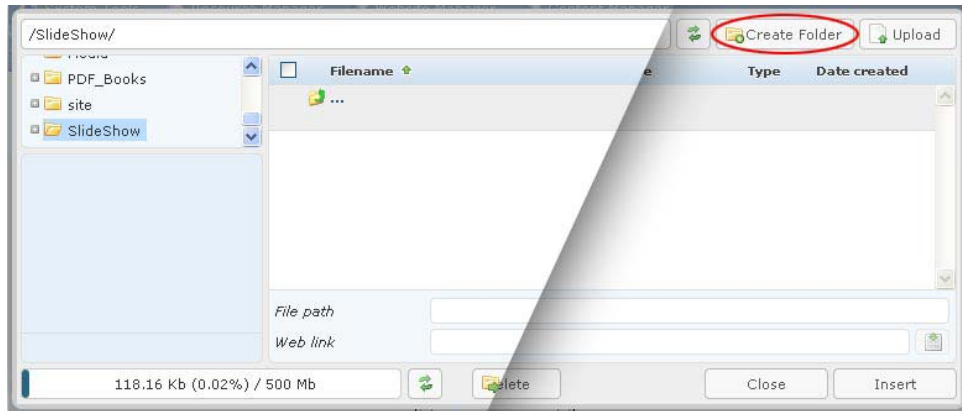 /SlideShow/
Create Folder
Upload
PDF_Books
site
SlideShow
Filename
Type
Date created
...
File path
Web link
118.16 Kb (0.02%) / 500 Mb
Close
Insert